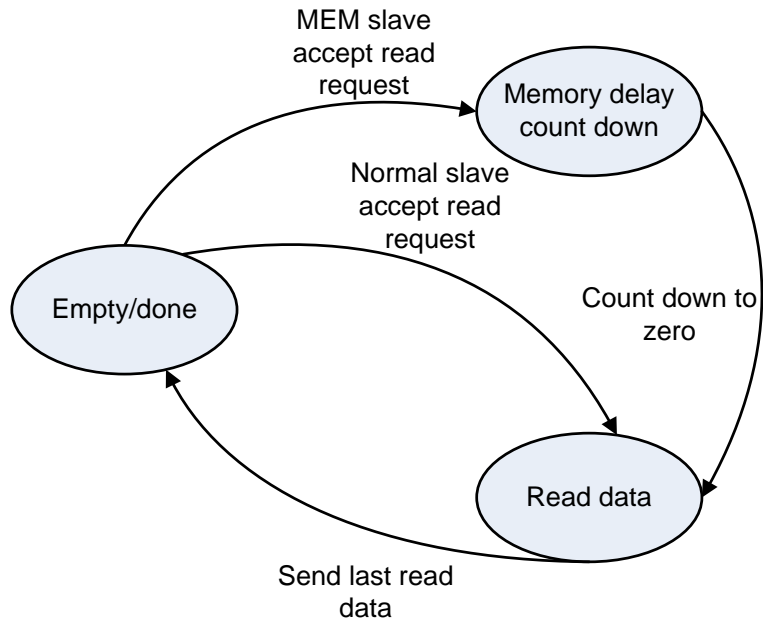 MEM slave
accept read
request
Memory delay
count down
Normal slave
accept read
request
Empty/done
Count down to
zero
Read data
Send last read
data